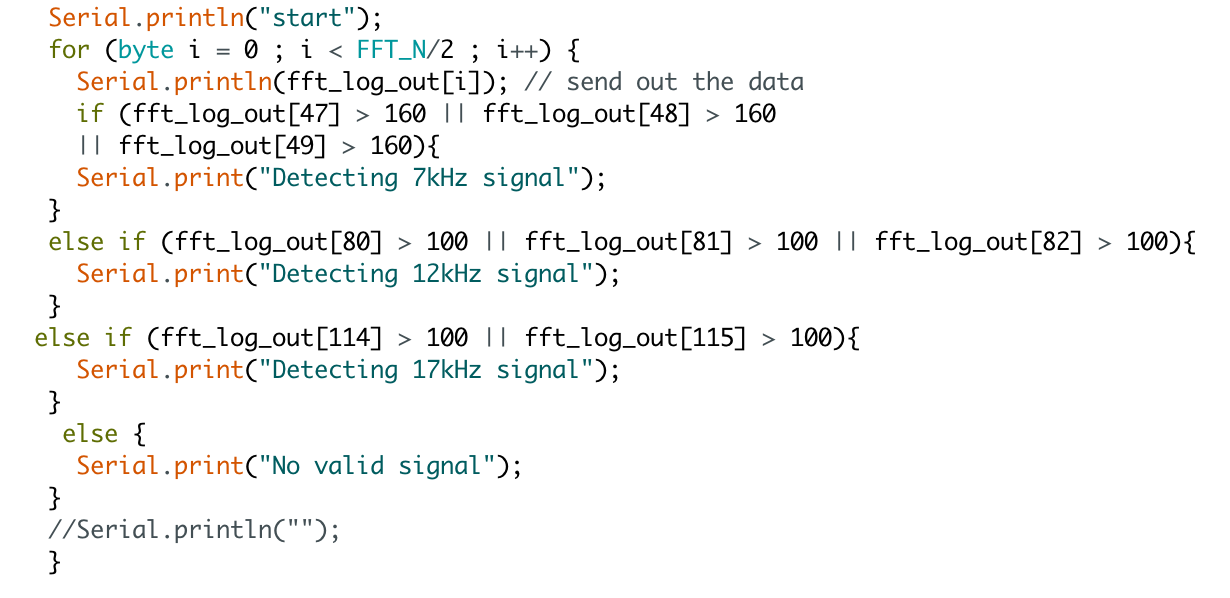 Serial.println("start");
for (byte i = 0 ; i < FFT_N/2 ; i++) {
Serial.println(fft_log_out[i]); // send out the data
if (fft_log_out[47] > 160 || fft_log_out[48] > 160
|| fft_log_out[49] > 160){
Serial.print("Detecting 7kHz signal");
}
else if (fft_log_out[80] > 100 || fft_log_out[81] > 100 || fft_log_out[82] > 100){
Serial.print("Detecting 12kHz signal");
}
else if (fft_log_out[114] > 100 || fft_log_out[115] > 100){
Serial.print("Detecting 17kHz signal");
}
else {
Serial.print("No valid signal");
}
//Serial.println("");
}